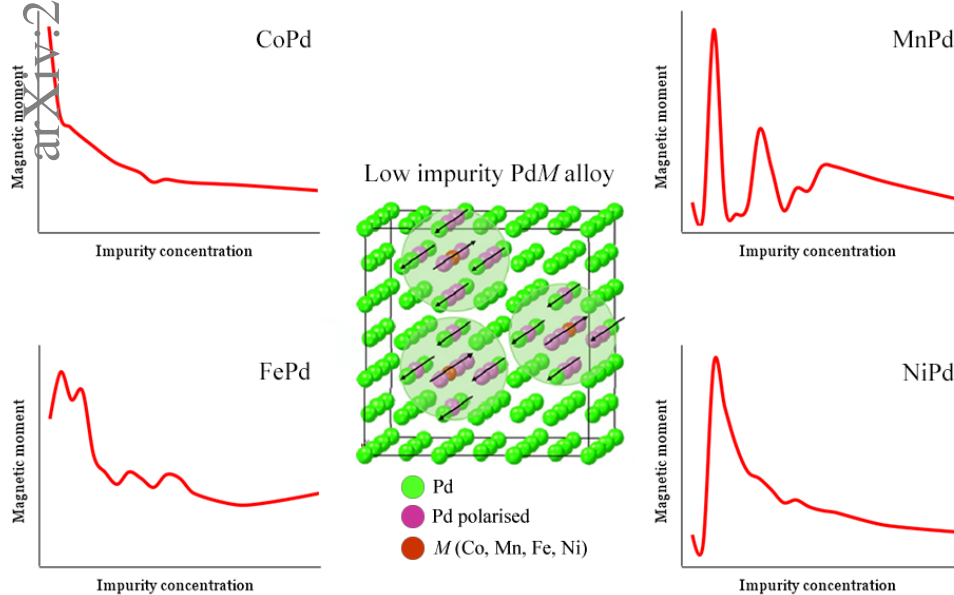 arXiv:2
CoPd
Magnetic moment
Impurity concentration
MnPd
Magnetic moment
Impurity concentration
Low impurity PdM alloy
FePd
Magnetic moment
Impurity concentration
NiPd
Magnetic moment
Impurity concentration
Pd
Pd polarised
M (Co, Mn, Fe, Ni)